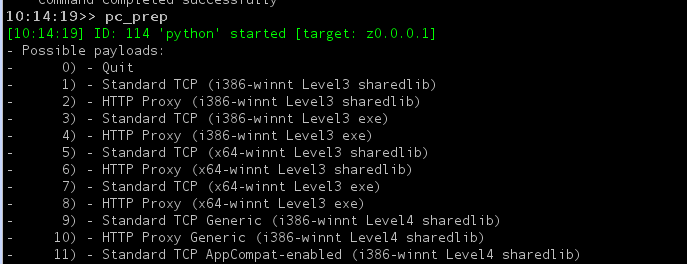 Command completed successfully
10:14:19>> pc_prep
[10:14:19] ID: 114 'python' started [target: z0.0.0.1]
- Possible payloads:
- 0) - Quit
- 1) - Standard TCP (i386-winnt Level3 sharedlib)
- 2) - HTTP Proxy (i386-winnt Level3 sharedlib)
- 3) - Standard TCP (i386-winnt Level3 exe)
- 4) - HTTP Proxy (i386-winnt Level3 exe)
- 5) - Standard TCP (x64-winnt Level3 sharedlib)
- 6) - HTTP Proxy (x64-winnt Level3 sharedlib)
- 7) - Standard TCP (x64-winnt Level3 exe)
- 8) - HTTP Proxy (x64-winnt Level3 exe)
- 9) - Standard TCP Generic (i386-winnt Level4 sharedlib)
- 10) - HTTP Proxy Generic (i386-winnt Level4 sharedlib)
- 11) - Standard TCP AppCompat-enabled (i386-winnt Level4 sharedlib)